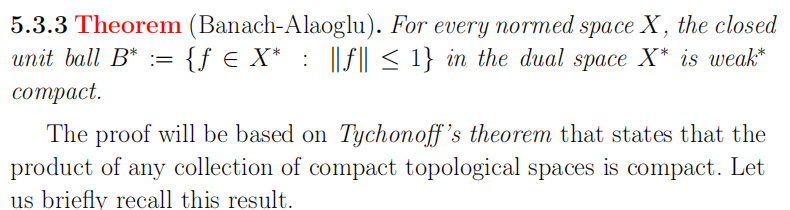 5.3.3 Theorem (Banach-Alaoglu). For every normed space X, the closed
unit ball B* := {f ∈ X* : ∥f∥ ≤ 1} in the dual space X* is weak*
compact.
The proof will be based on Tychonoff's theorem that states that the
product of any collection of compact topological spaces is compact. Let
us briefly recall this result.